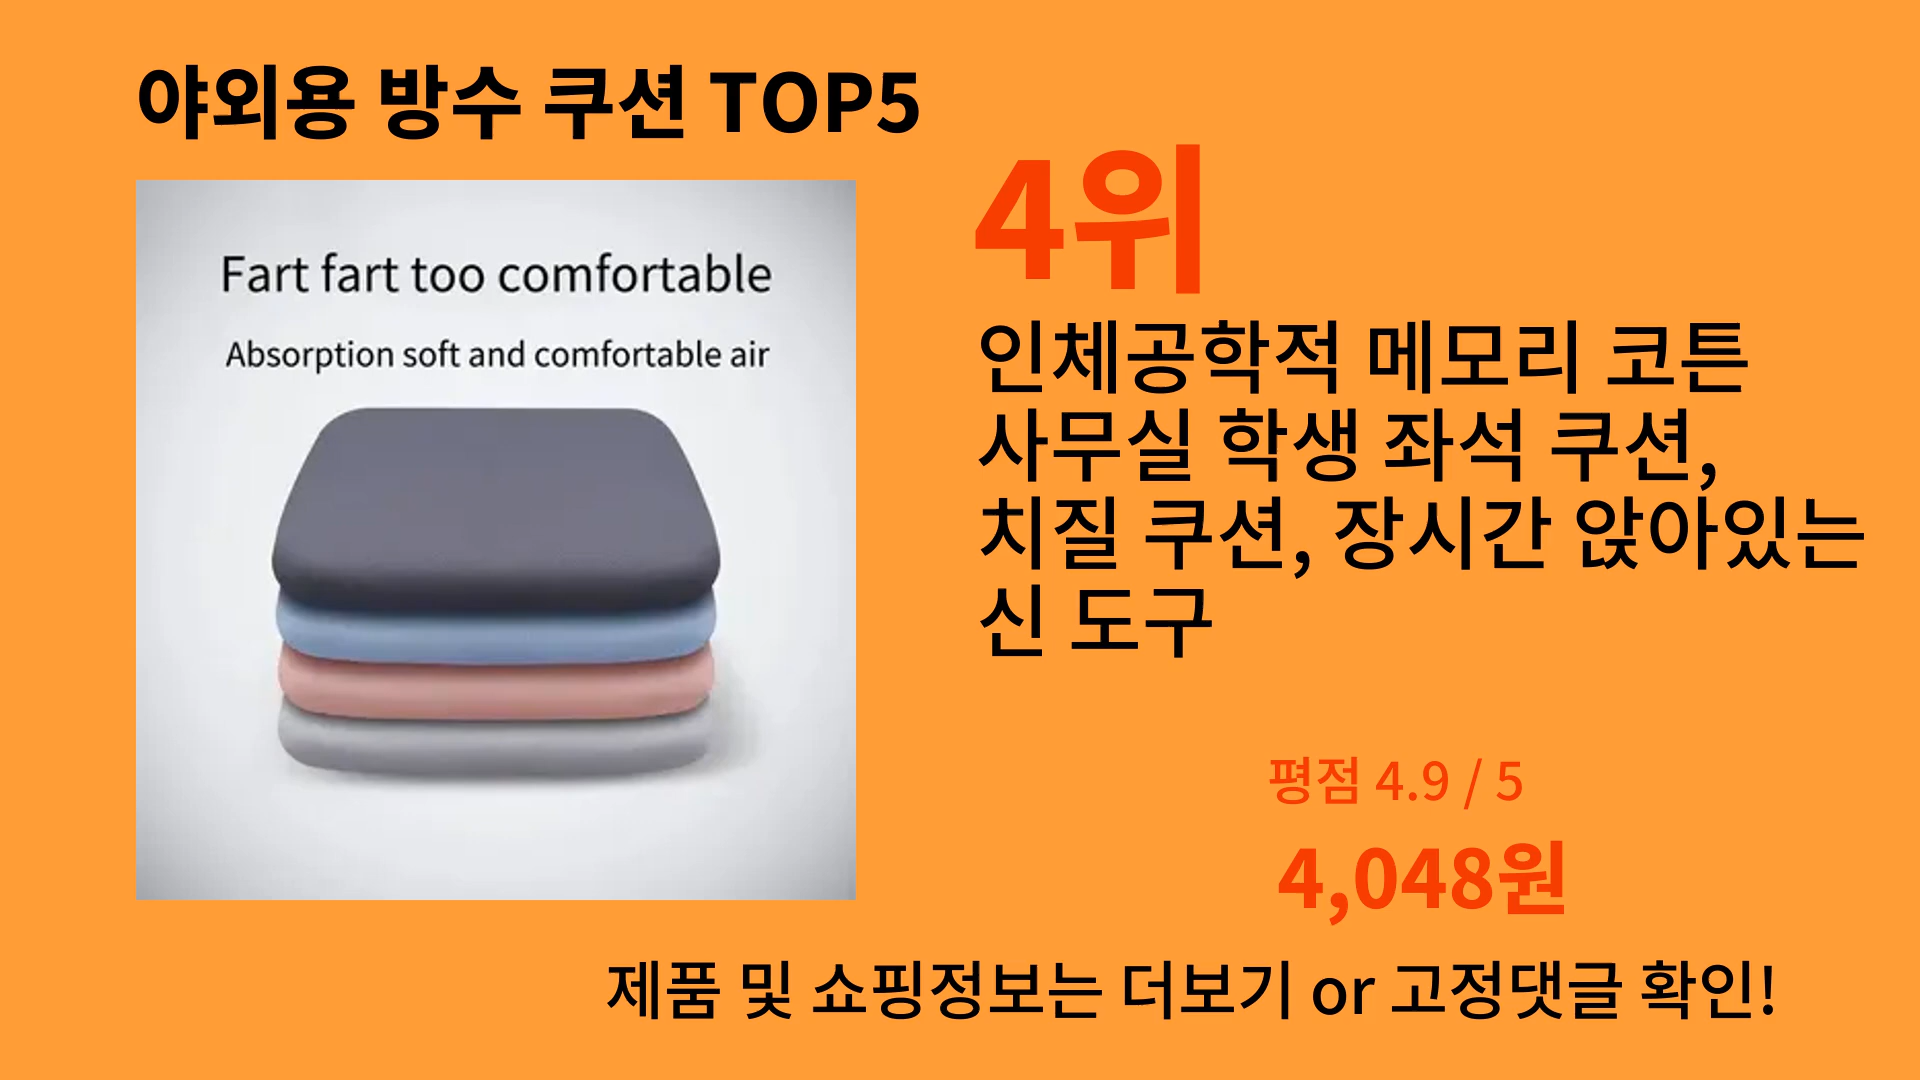 야외용 방수 쿠션 TOP5
4위
Fart fart too comfortable
Absorption soft and comfortable air
인체공학적 메모리 코튼
사무실 학생 좌석 쿠션,
치질 쿠션, 장시간 앉아있는
신 도구
평점 4.9 / 5
4,048원
제품 및 쇼핑정보는 더보기 or 고정댓글 확인!